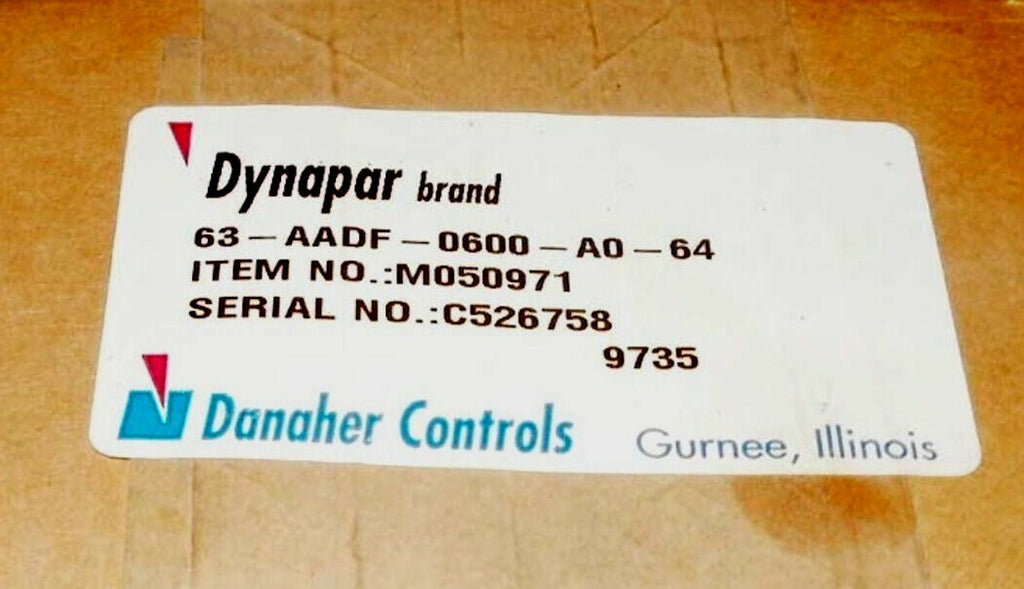 Dynapar brand
63-AADF-0600-A0-64
ITEM NO.:M050971
SERIAL NO.:C526758
9735
Danaher Controls Gurnee, Illinois